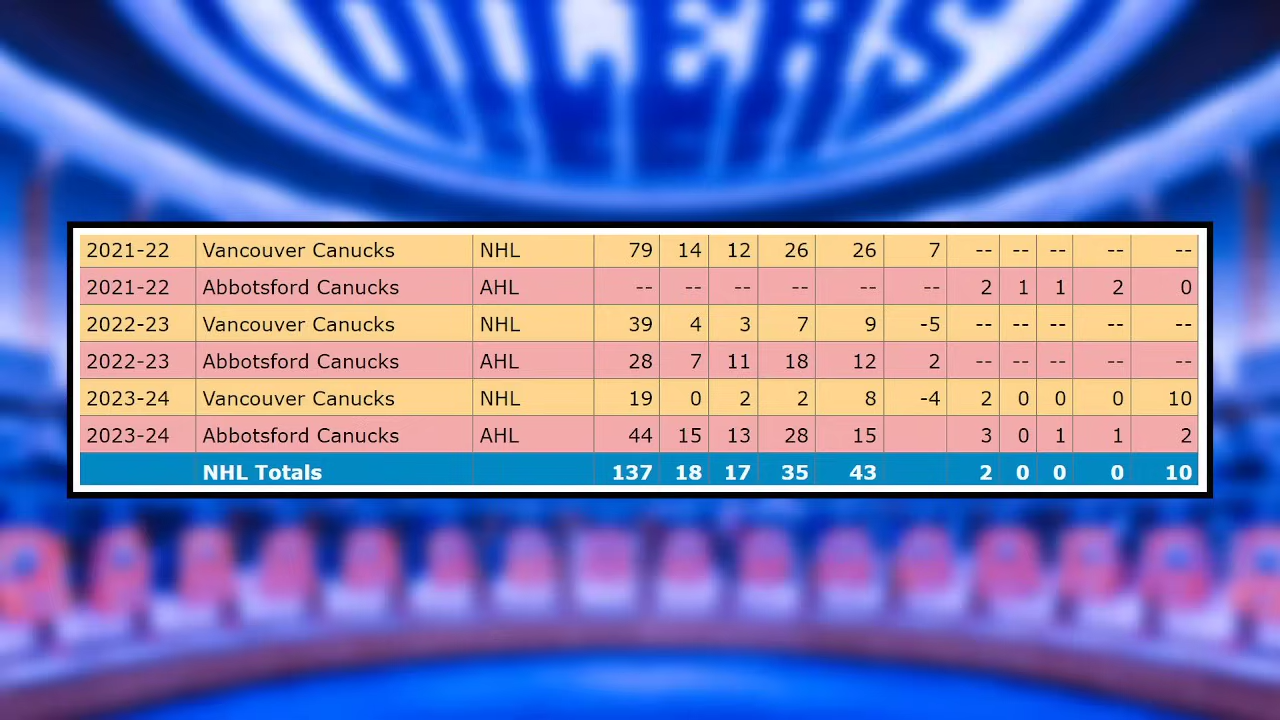 OILERS
2021-22 Vancouver Canucks NHL 79 14 12 26 26 7 -- -- -- -- --
2021-22 Abbotsford Canucks AHL -- -- -- -- -- -- 2 1 1 2 0
2022-23 Vancouver Canucks NHL 39 4 3 7 9 -5 -- -- -- -- --
2022-23 Abbotsford Canucks AHL 28 7 11 18 12 2 -- -- -- -- --
2023-24 Vancouver Canucks NHL 19 0 2 2 8 -4 2 0 0 0 10
2023-24 Abbotsford Canucks AHL 44 15 13 28 15 3 0 1 1 2
NHL Totals 137 18 17 35 43 2 0 0 0 10